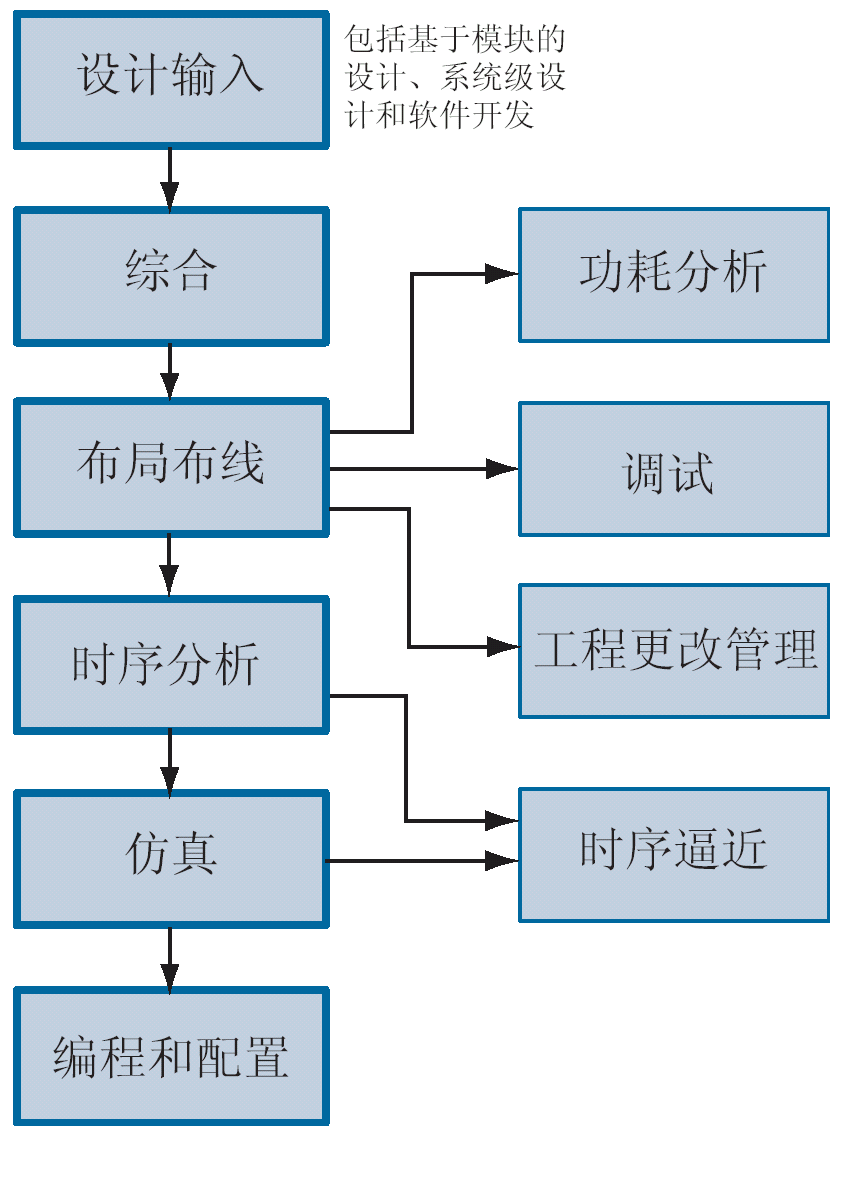 设计输入
包括基于模块的
设计、系统级设
计和软件开发
综合
功耗分析
布局布线
调试
时序分析
工程更改管理
仿真
时序逼近
编程和配置